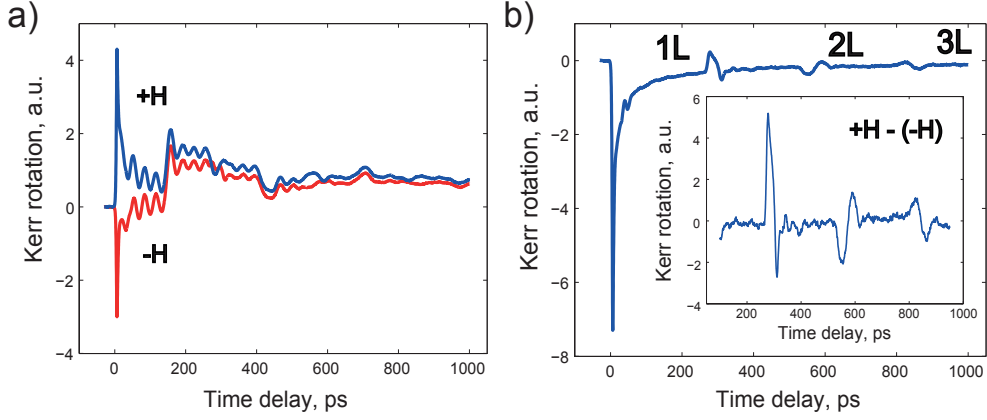 a)
Kerr rotation, a.u.
4
2
0
−2
−4
+H
-H
0
200
400
600
800
1000
Time delay, ps
b)
Kerr rotation, a.u.
0
−2
−4
−6
−8
1L
2L
3L
0
200
400
600
800
1000
Time delay, ps
Kerr rotation, a.u.
6
4
2
0
−2
−4
+H - (-H)
200
400
600
800
1000
Time delay, ps